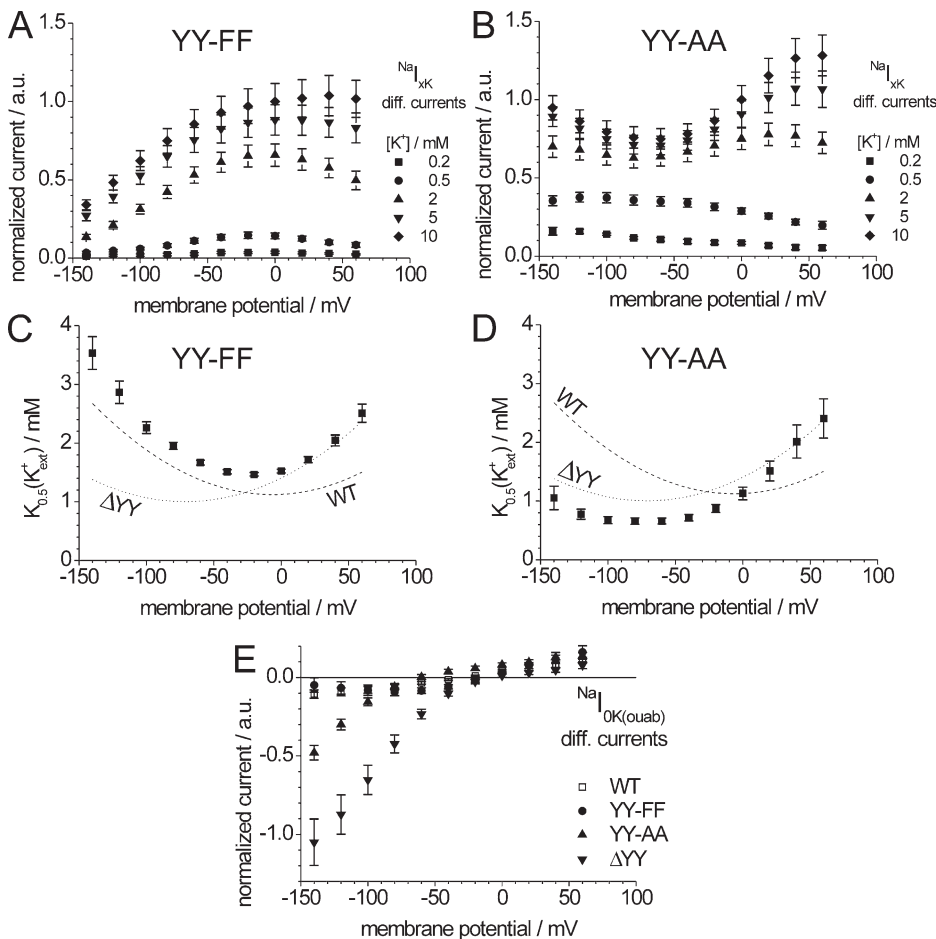 A
YY-FF
normalized current / a.u.
1.5
1.0
0.5
0.0
-150 -100 -50 0 50 100
membrane potential / mV
NaIxK
diff. currents
[K+] / mM
0.2
0.5
2
5
10
B
YY-AA
normalized current / a.u.
1.5
1.0
0.5
0.0
-150 -100 -50 0 50 100
membrane potential / mV
NaIxK
diff. currents
[K+] / mM
0.2
0.5
2
5
10
C
YY-FF
K0.5(K+ext) / mM
4
3
2
1
0
ΔYY
WT
-150 -100 -50 0 50 100
membrane potential / mV
D
YY-AA
K0.5(K+ext) / mM
4
3
2
1
0
WT
ΔYY
-150 -100 -50 0 50 100
membrane potential / mV
E
normalized current / a.u.
0.0
-0.5
-1.0
-150 -100 -50 0 50 100
membrane potential / mV
NaI0K(ouab)
diff. currents
WT
YY-FF
YY-AA
ΔYY